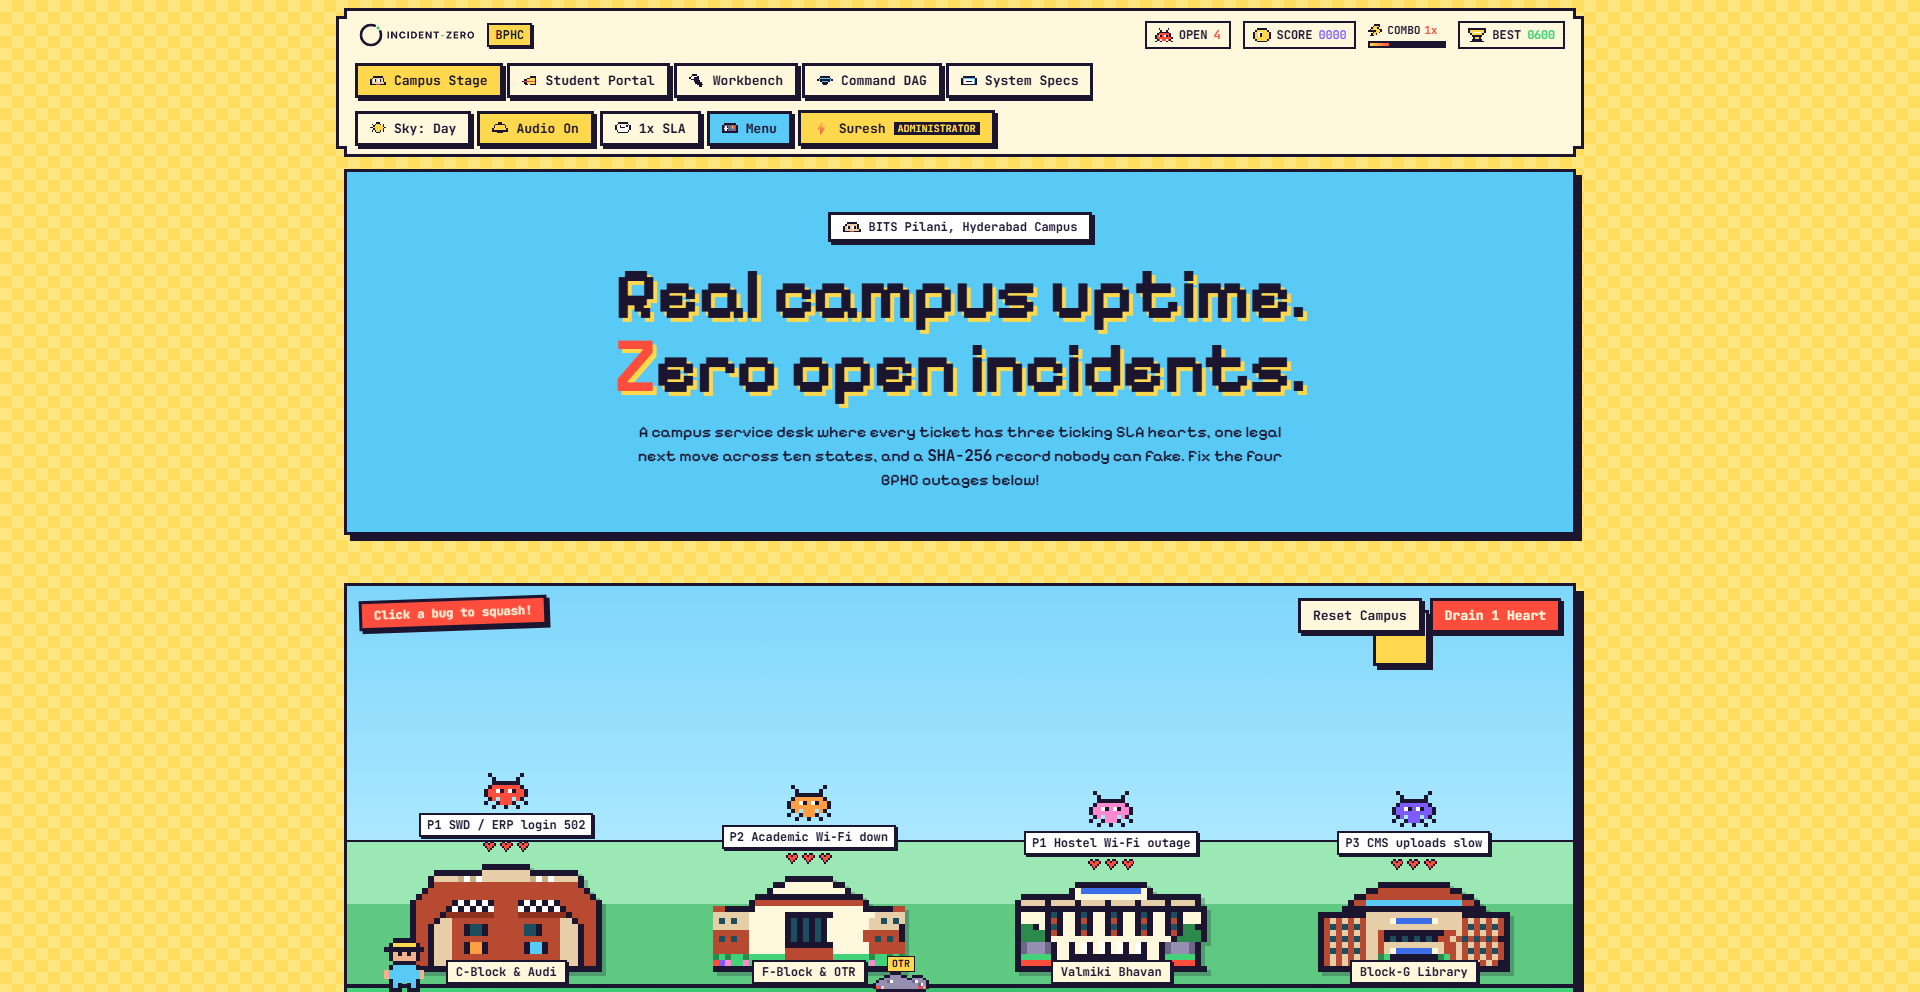 INCIDENT-ZERO BPHC OPEN 4 SCORE 0000 COMBO 1x BEST 0600
Campus Stage Student Portal Workbench Command DAG System Specs
Sky: Day Audio On 1x SLA Menu Suresh ADMINISTRATOR
BITS Pilani, Hyderabad Campus
Real campus uptime.
Zero open incidents.
A campus service desk where every ticket has three ticking SLA hearts, one legal
next move across ten states, and a SHA-256 record nobody can fake. Fix the four
BPHC outages below!
Click a bug to squash! Reset Campus Drain 1 Heart
P1 SWD / ERP login 502
P2 Academic Wi-Fi down
P1 Hostel Wi-Fi outage
P3 CMS uploads slow
C-Block & Audi
F-Block & OTR
OTR
Valmiki Bhavan
Block-G Library